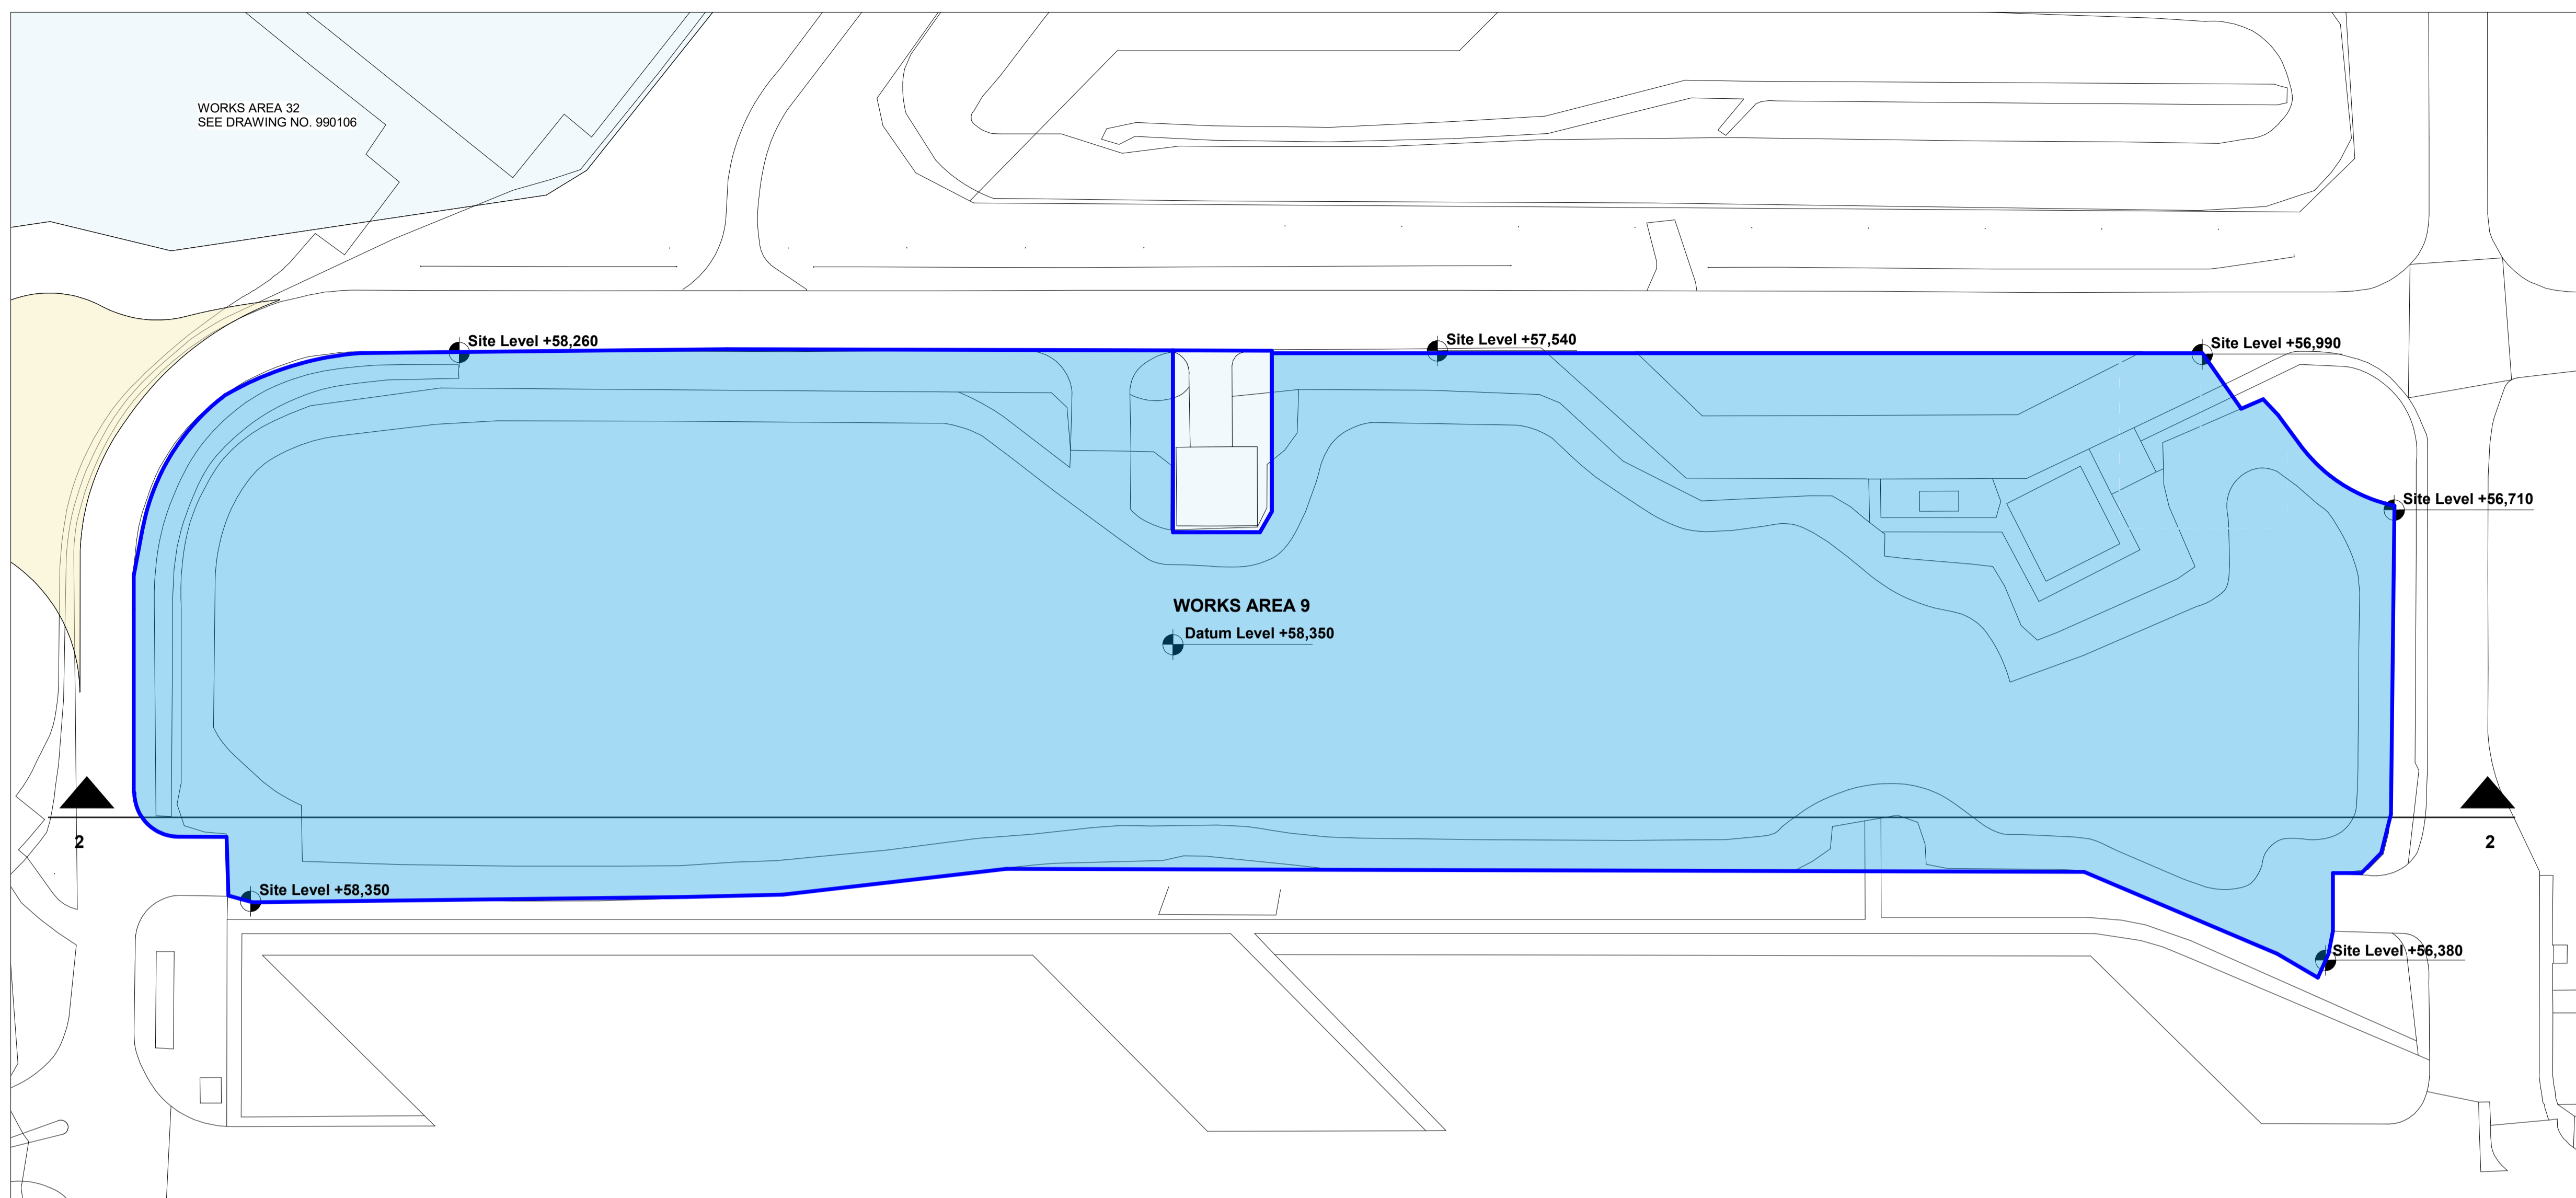 WORKS AREA 32
SEE DRAWING NO. 990106
Site Level +58,260
Site Level +57,540
Site Level +56,990
Site Level +56,710
WORKS AREA 9
Datum Level +58,350
2
2
Site Level +58,350
Site Level +56,380